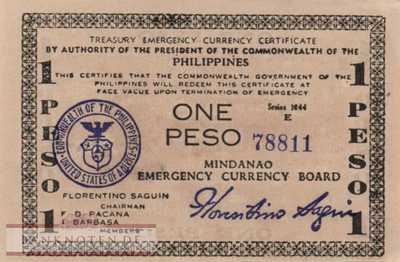 TREASURY EMERGENCY CURRENCY CERTIFICATE
BY AUTHORITY OF THE PRESIDENT OF THE COMMONWEALTH OF THE
PHILIPPINES
THIS CERTIFIES THAT THE COMMONWEALTH GOVERNMENT OF THE
PHILIPPINES WILL REDEEM THIS CERTIFICATE AT
FACE VALUE UPON TERMINATION OF EMERGENCY
1 PESO 1
1 PESO 1
COMMONWEALTH OF THE PHILIPPINES
UNITED STATES OF AMERICA
ONE
PESO
Series 1944
E
78811
MINDANAO
EMERGENCY CURRENCY BOARD
FLORENTINO SAGUIN
CHAIRMAN
F. D. PACANA
I. BARBASA
MEMBERS
Florentino Saguin
BANKNOTEN.DE